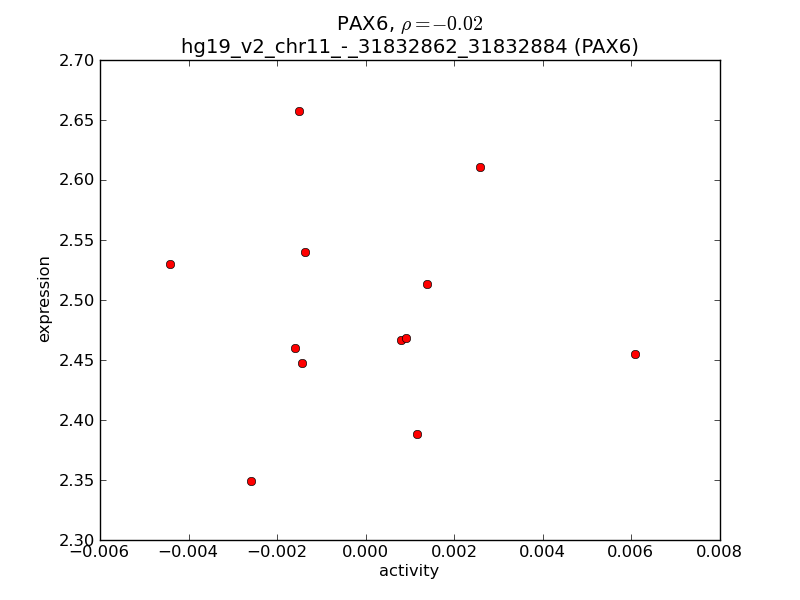 PAX6, ρ = −0.02
hg19_v2_chr11_-_31832862_31832884 (PAX6)
2.70
2.65
2.60
2.55
2.50
2.45
2.40
2.35
2.30
expression
−0.006 −0.004 −0.002 0.000 0.002 0.004 0.006 0.008
activity